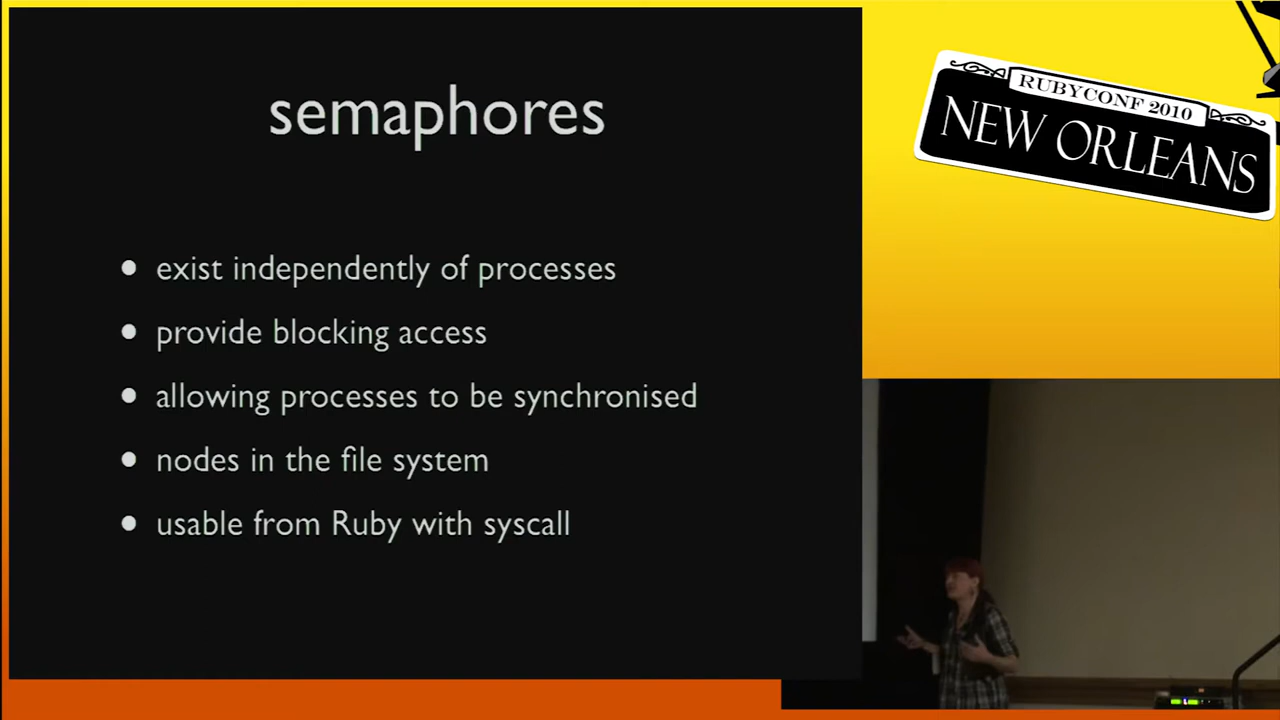 semaphores
• exist independently of processes
• provide blocking access
• allowing processes to be synchronised
• nodes in the file system
• usable from Ruby with syscall
RUBYCONF 2010
NEW ORLEANS